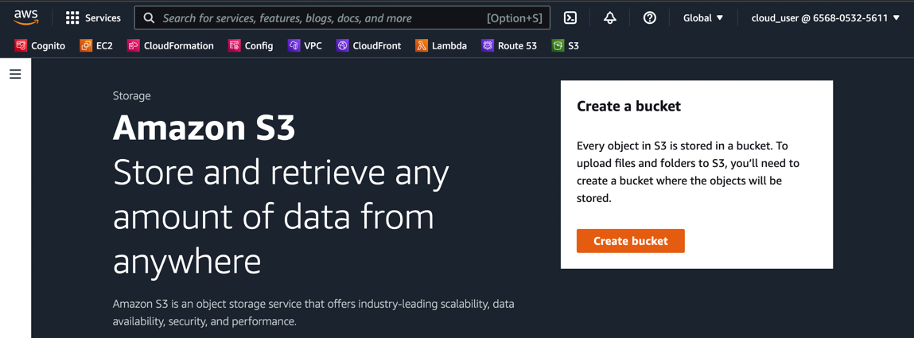 aws
Services
Search for services, features, blogs, docs, and more
[Option+S]
Global
cloud_user @ 6568-0532-5611
Cognito
EC2
CloudFormation
Config
VPC
CloudFront
Lambda
Route 53
S3
Storage
Amazon S3
Store and retrieve any
amount of data from
anywhere
Amazon S3 is an object storage service that offers industry-leading scalability, data
availability, security, and performance.
Create a bucket
Every object in S3 is stored in a bucket. To
upload files and folders to S3, you'll need to
create a bucket where the objects will be
stored.
Create bucket